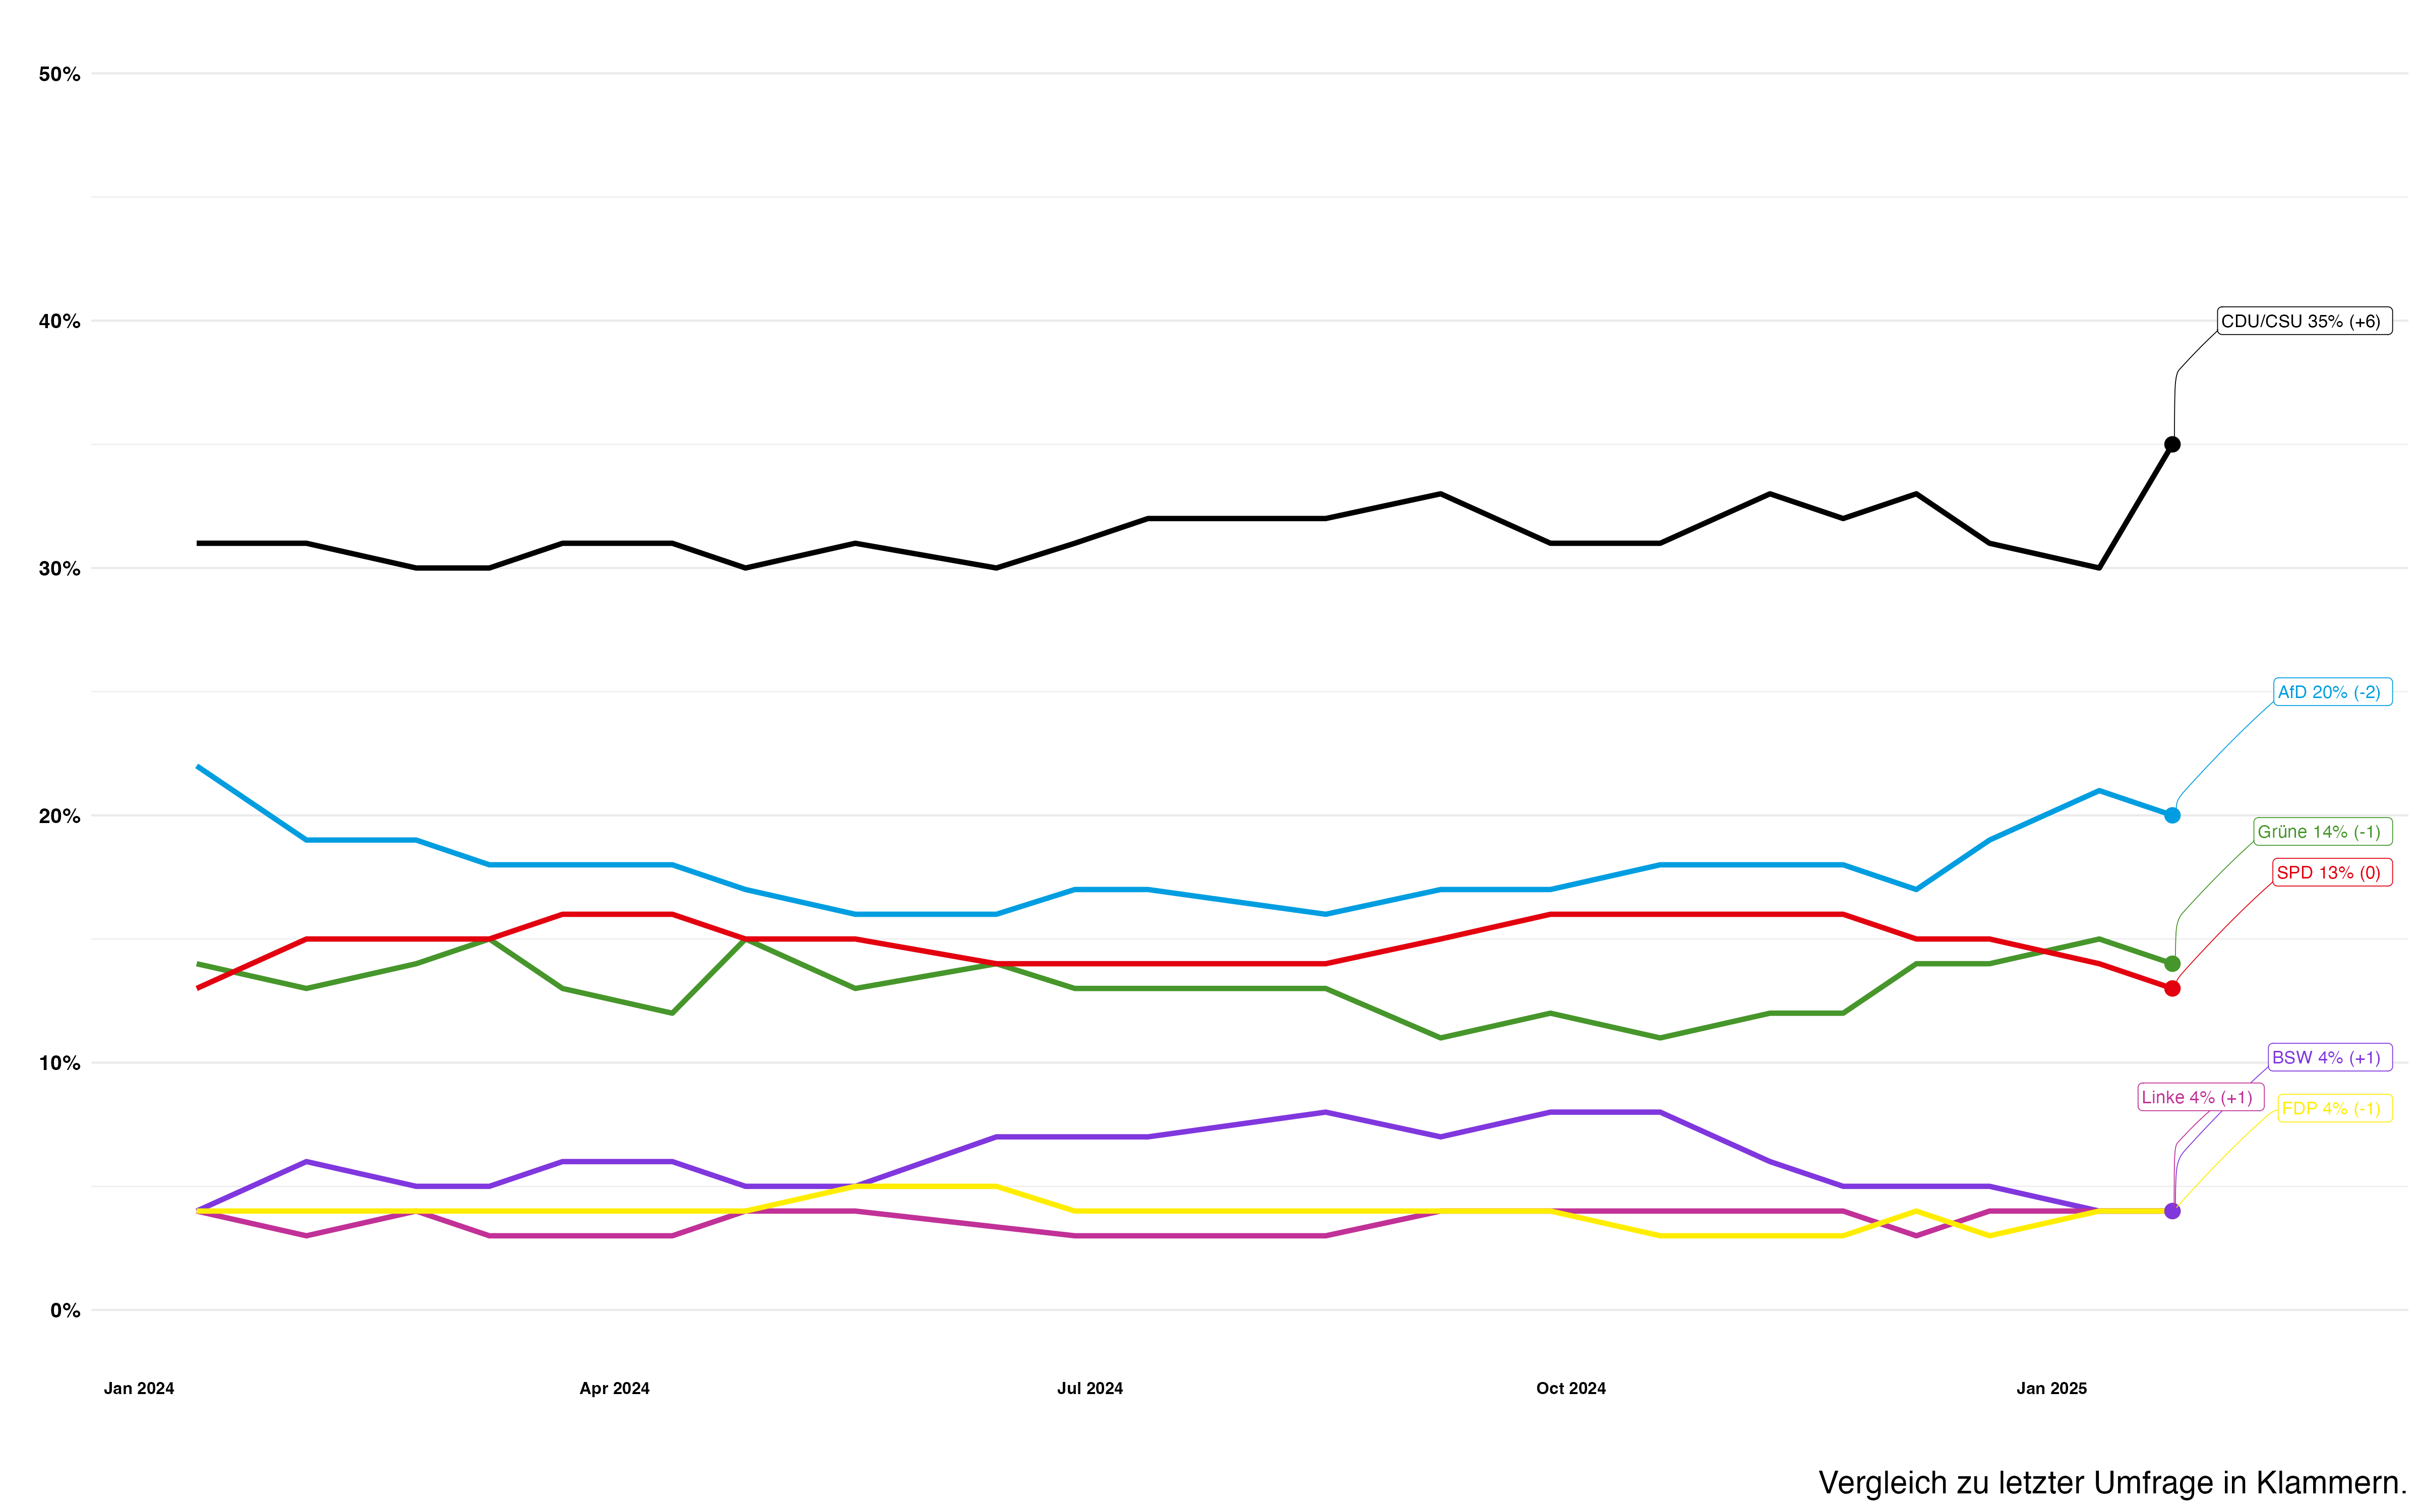 50%
40%
30%
20%
10%
0%
CDU/CSU 35% (+6)
AfD 20% (-2)
Grüne 14% (-1)
SPD 13% (0)
BSW 4% (+1)
Linke 4% (+1)
FDP 4% (-1)
Jan 2024
Apr 2024
Jul 2024
Oct 2024
Jan 2025
Vergleich zu letzter Umfrage in Klammern.